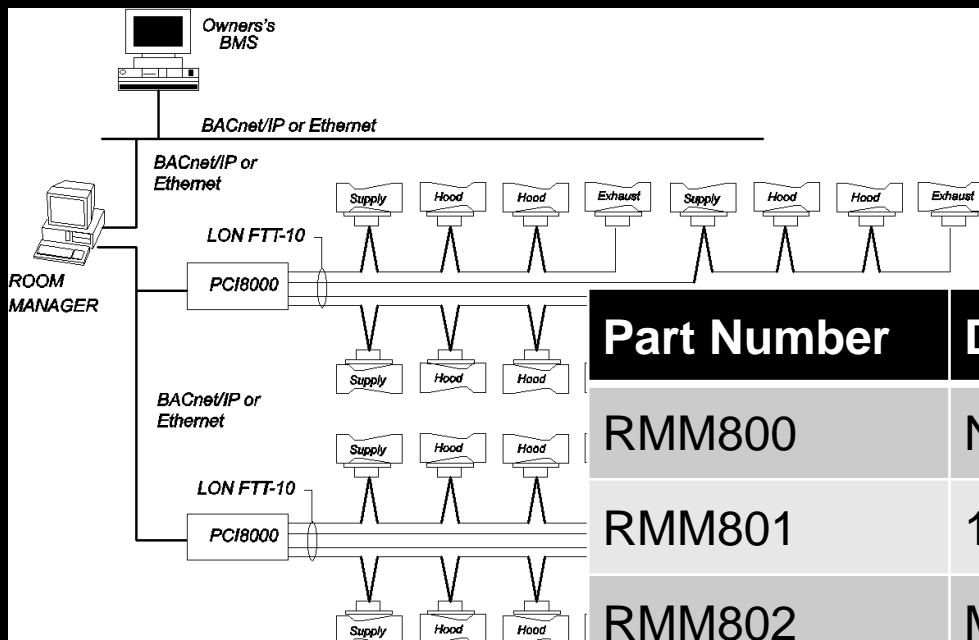 Owners's
BMS
BACnet/IP or Ethernet
BACnet/IP or
Ethernet
Supply Hood Hood Exhaust Supply Hood Hood Exhaust
LON FTT-10
ROOM
MANAGER
PCI8000
Supply Hood Hood
BACnet/IP or
Ethernet
Supply Hood Hood
LON FTT-10
PCI8000
Supply Hood Hood
Part Number
RMM800
RMM801
RMM802